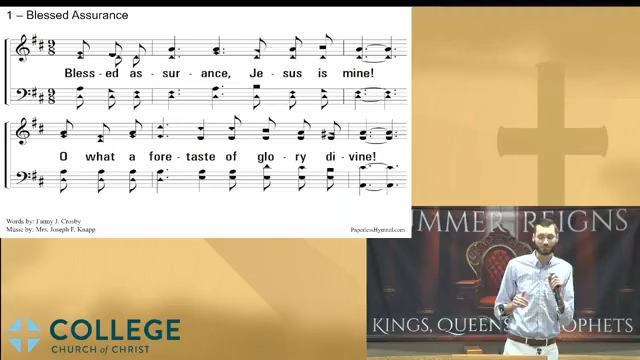 1 – Blessed Assurance
Bless - ed as - sur - ance, Je - sus is mine!
O what a fore - taste of glo - ry di - vine!
Words by: Fanny J. Crosby
Music by: Mrs. Joseph F. Knapp
PaperlessHymnal.com
UMMER REIGNS
KINGS, QUEENS
PROPHETS
COLLEGE
CHURCH of CHRIST